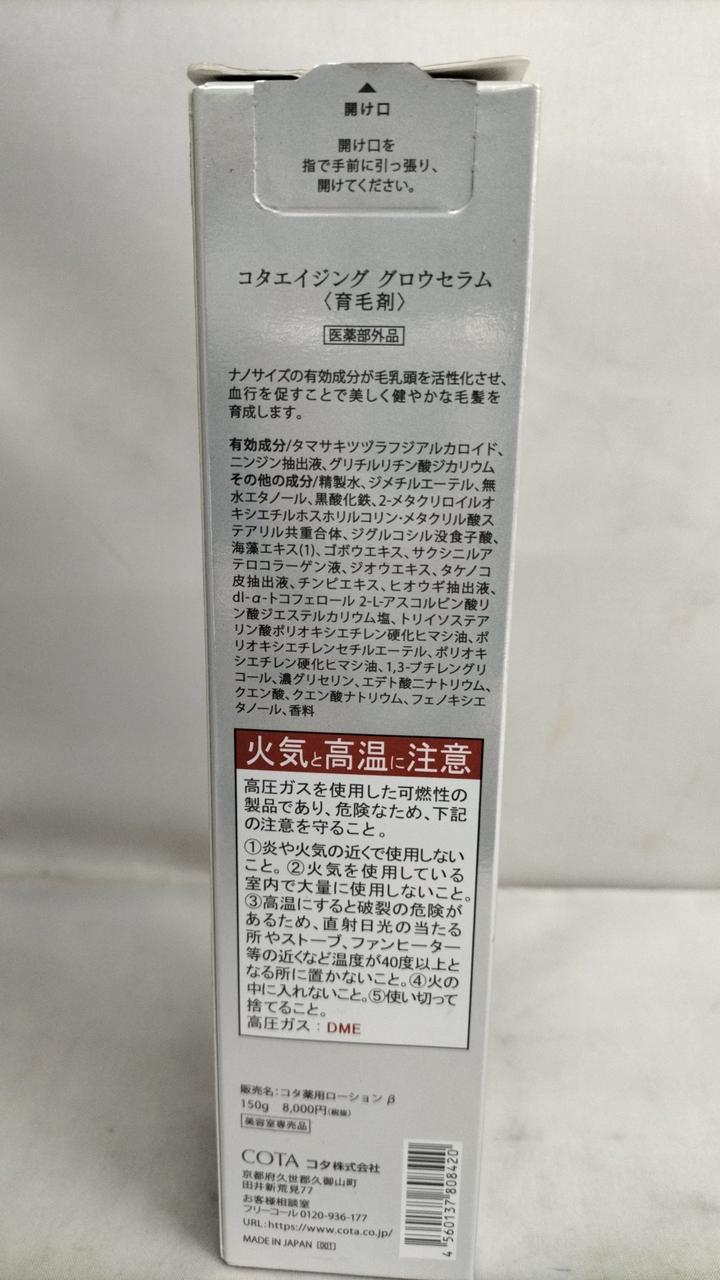 ▲
開け口
開け口を
指で手前に引っ張り、
開けてください。
コタエイジング グロウセラム
〈育毛剤〉
医薬部外品
ナノサイズの有効成分が毛乳頭を活性化させ、
血行を促すことで美しく健やかな毛髪を
育成します。
有効成分/タマサキツヅラフジアルカロイド、
ニンジン抽出液、グリチルリチン酸ジカリウム
その他の成分/精製水、ジメチルエーテル、無
水エタノール、黒酸化鉄、2-メタクリロイルオ
キシエチルホスホリルコリン・メタクリル酸ス
テアリル共重合体、ジグルコシル没食子酸、
海藻エキス(1)、ゴボウエキス、サクシニルア
テロコラーゲン液、ジオウエキス、タケノコ
皮抽出液、チンピエキス、ヒオウギ抽出液、
dl-α-トコフェロール 2-L-アスコルビン酸リ
ン酸ジエステルカリウム塩、トリイソステア
リン酸ポリオキシエチレン硬化ヒマシ油、ポ
リオキシエチレンセチルエーテル、ポリオキ
シエチレン硬化ヒマシ油、1,3-ブチレングリ
コール、濃グリセリン、エデト酸二ナトリウム、
クエン酸、クエン酸ナトリウム、フェノキシエ
タノール、香料
火気と高温に注意
高圧ガスを使用した可燃性の
製品であり、危険なため、下記
の注意を守ること。
①炎や火気の近くで使用しない
こと。②火気を使用している
室内で大量に使用しないこと。
③高温にすると破裂の危険が
あるため、直射日光の当たる
所やストーブ、ファンヒーター
等の近くなど温度が40度以上と
なる所に置かないこと。④火の
中に入れないこと。⑤使い切って
捨てること。
高圧ガス：DME
販売名：コタ薬用ローション β
150g 8,000円(税抜)
美容室専売品
COTA コタ株式会社
京都府久世郡久御山町
田井新荒見77
お客様相談室
フリーコール 0120-936-177
URL:https://www.cota.co.jp/
MADE IN JAPAN [001]
4 560137 808420